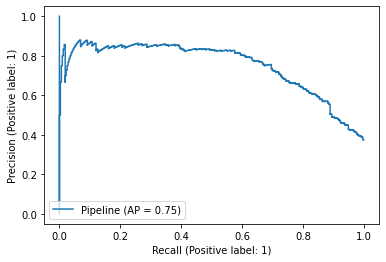 1.0
0.8
0.6
0.4
0.2
0.0
Precision (Positive label: 1)
Pipeline (AP = 0.75)
0.0 0.2 0.4 0.6 0.8 1.0
Recall (Positive label: 1)